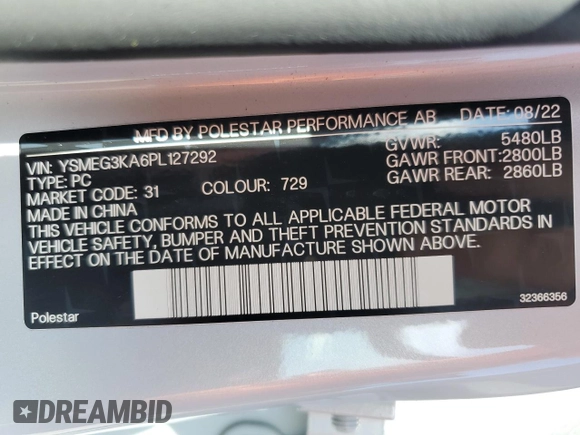 MFD BY POLESTAR PERFORMANCE AB DATE: 08/22
VIN: YSMEG3KA6PL127292 GVWR: 5480LB
TYPE: PC GAWR FRONT: 2800LB
MARKET CODE: 31 COLOUR: 729 GAWR REAR: 2860LB
MADE IN CHINA
THIS VEHICLE CONFORMS TO ALL APPLICABLE FEDERAL MOTOR
VEHICLE SAFETY, BUMPER AND THEFT PREVENTION STANDARDS IN
EFFECT ON THE DATE OF MANUFACTURE SHOWN ABOVE.
Polestar 32366356
DREAMBID